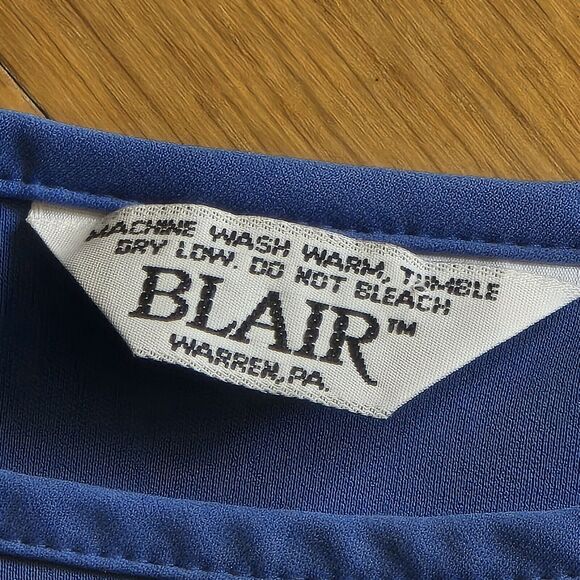 MACHINE WASH WARM, TUMBLE
DRY LOW. DO NOT BLEACH
BLAIR™
WARREN, PA.